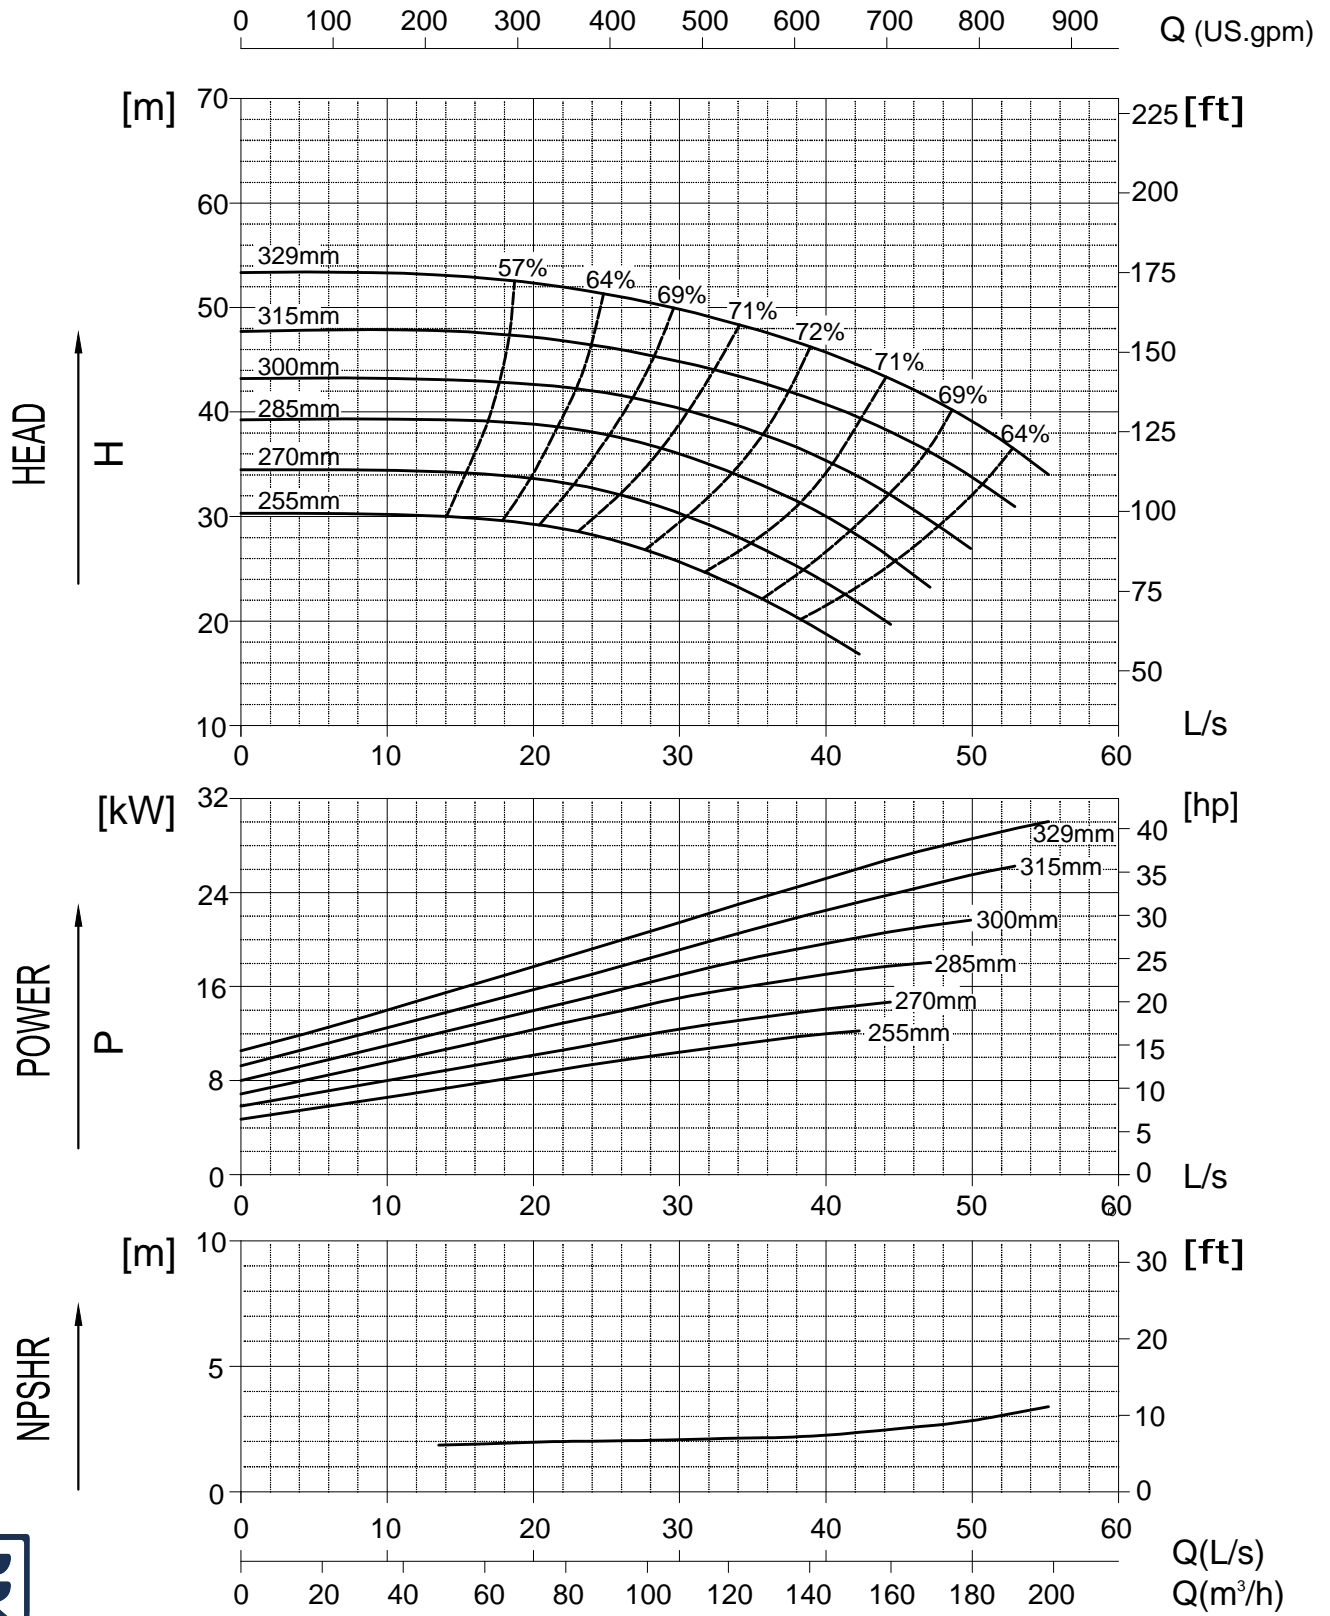 0 100 200 300 400 500 600 700 800 900 Q (US.gpm)
[m] 70 225 [ft]
200
60
329mm 57% 175
64%
69%
50 71%
315mm 72% 150
300mm 71%
69%
40 285mm 125
64%
270mm
255mm
30 100
75
20
50
10 L/s
0 10 20 30 40 50 60
HEAD
H
[kW] 32 [hp]
40
329mm
315mm 35
24
30
300mm
25
285mm
16 270mm 20
255mm 15
8 10
5
0 0 L/s
0 10 20 30 40 50 60
POWER
P
[m] 10 [ft]
30
20
5
10
0 0
NPSHR
0 10 20 30 40 50 60
Q(L/s)
0 20 40 60 80 100 120 140 160 180 200 Q(m³/h)